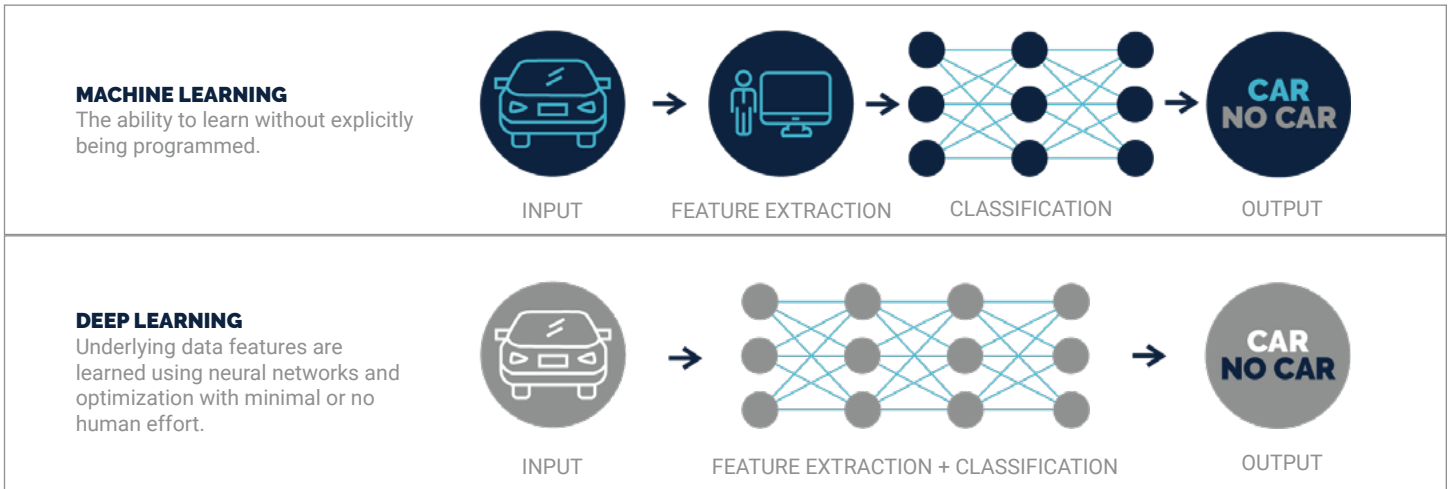 MACHINE LEARNING
The ability to learn without explicitly
being programmed.
CAR
NO CAR
INPUT
FEATURE EXTRACTION
CLASSIFICATION
OUTPUT
DEEP LEARNING
Underlying data features are
learned using neural networks and
optimization with minimal or no
human effort.
CAR
NO CAR
INPUT
FEATURE EXTRACTION + CLASSIFICATION
OUTPUT